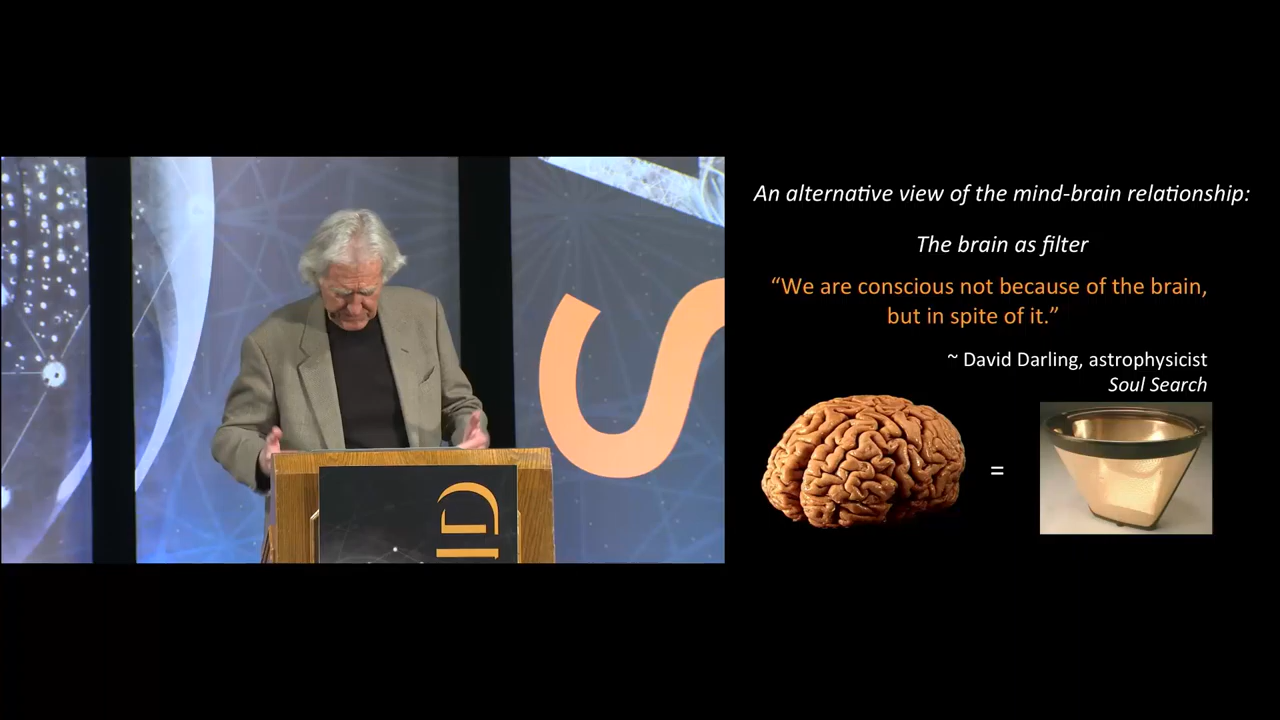 An alternative view of the mind-brain relationship:
The brain as filter
“We are conscious not because of the brain,
but in spite of it.”
~ David Darling, astrophysicist
Soul Search
=